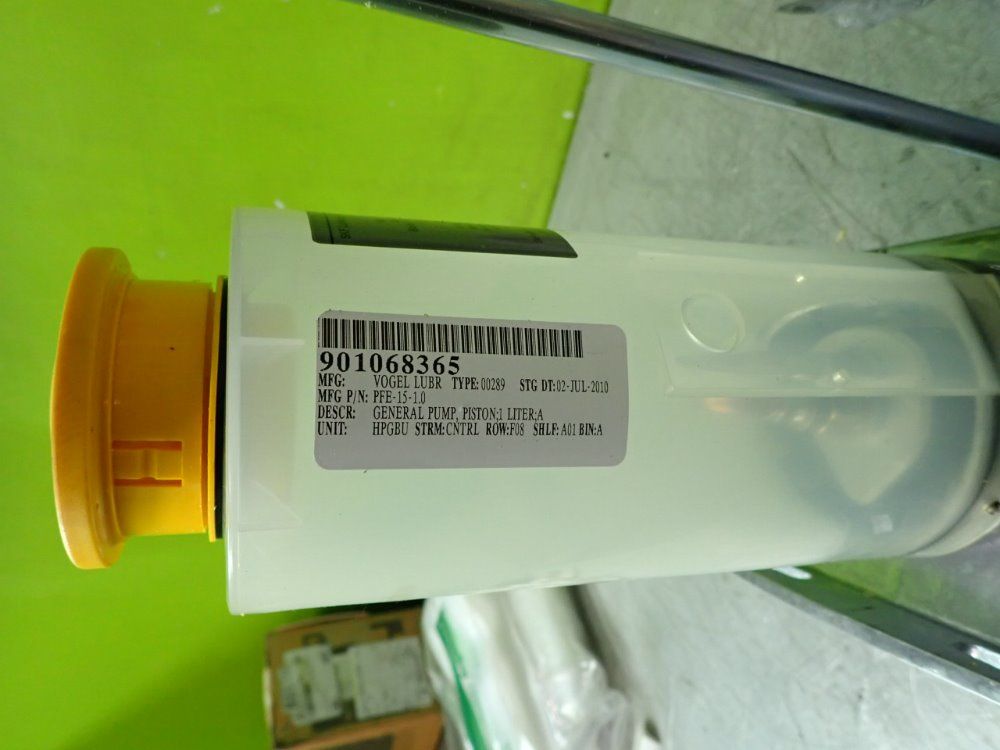 901068365
MFG: VOGEL LUBR TYPE: 00289 STG DT: 02-JUL-2010
MFG P/N: PFE-15-1.0
DESCR: GENERAL PUMP, PISTON;1 LITER;A
UNIT: HPGBU STRM:CNTRL ROW:F08 SHLF: A01 BIN:A